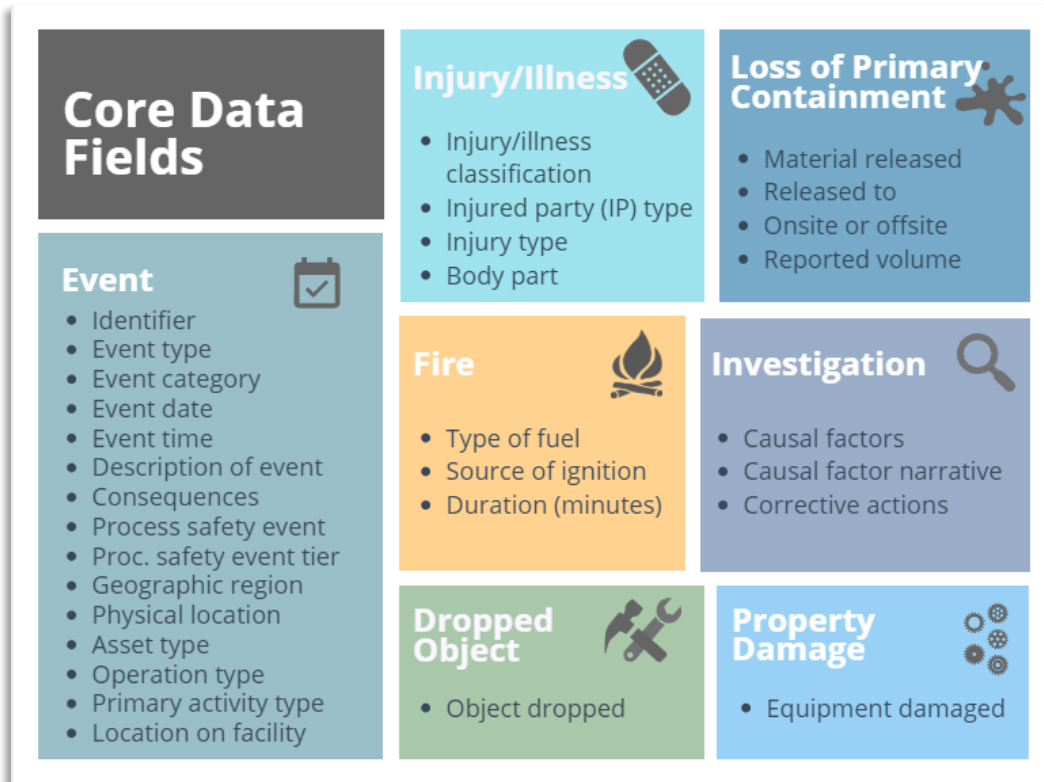 Core Data
Fields
Event
Identifier
Event type
Event category
Event date
Event time
Description of event
Consequences
Process safety event
Proc. safety event tier
Geographic region
Physical location
Asset type
Operation type
Primary activity type
Location on facility
Injury/Illness
Injury/illness
classification
Injured party (IP) type
Injury type
Body part
Loss of Primary
Containment
Material released
Released to
Onsite or offsite
Reported volume
Fire
Type of fuel
Source of ignition
Duration (minutes)
Investigation
Causal factors
Causal factor narrative
Corrective actions
Dropped
Object
Object dropped
Property
Damage
Equipment damaged